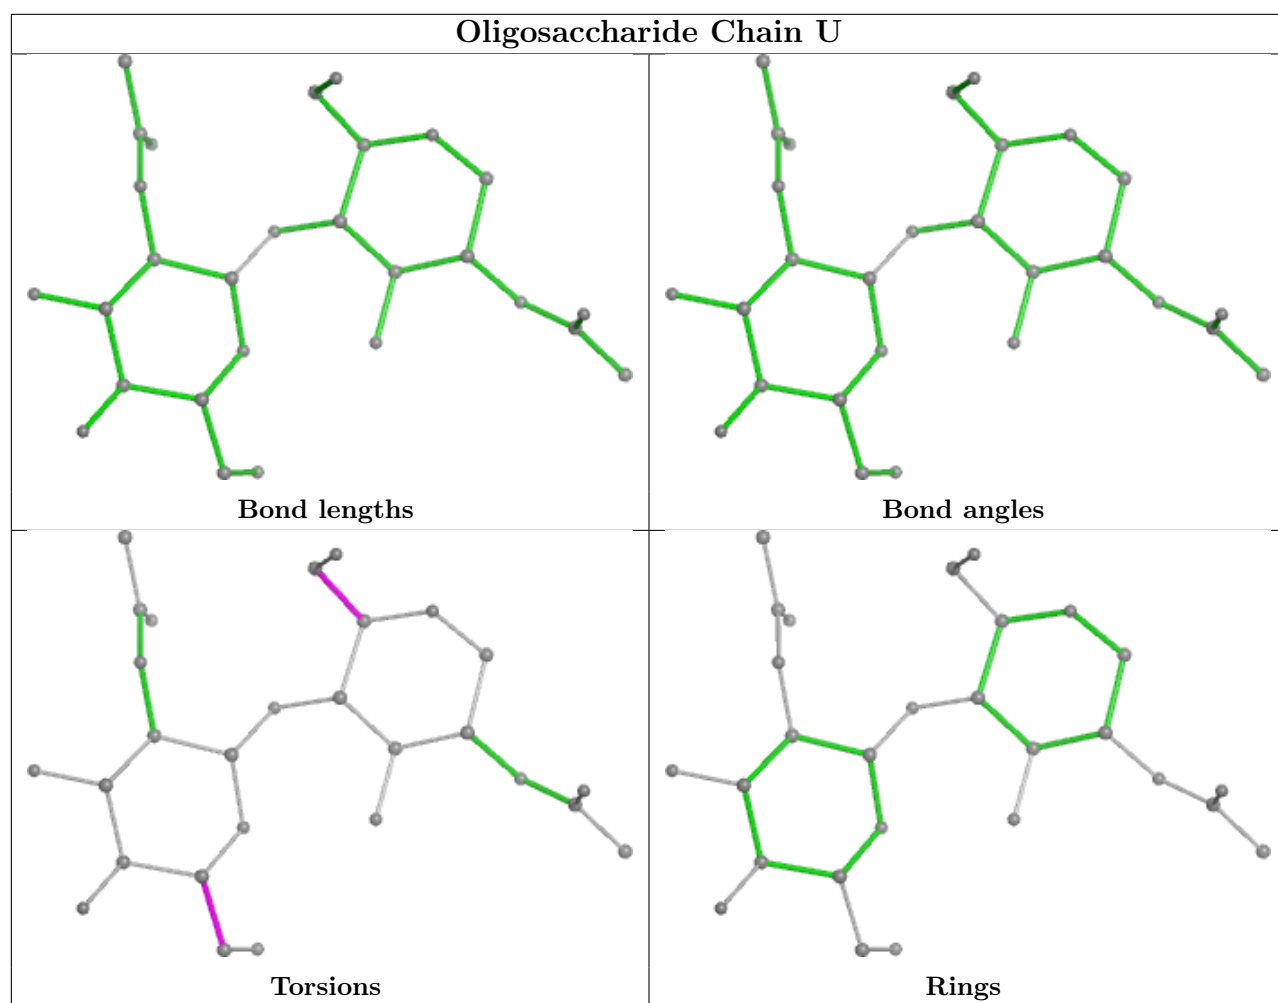 Oligosaccharide Chain U
Bond lengths
Bond angles
Torsions
Rings